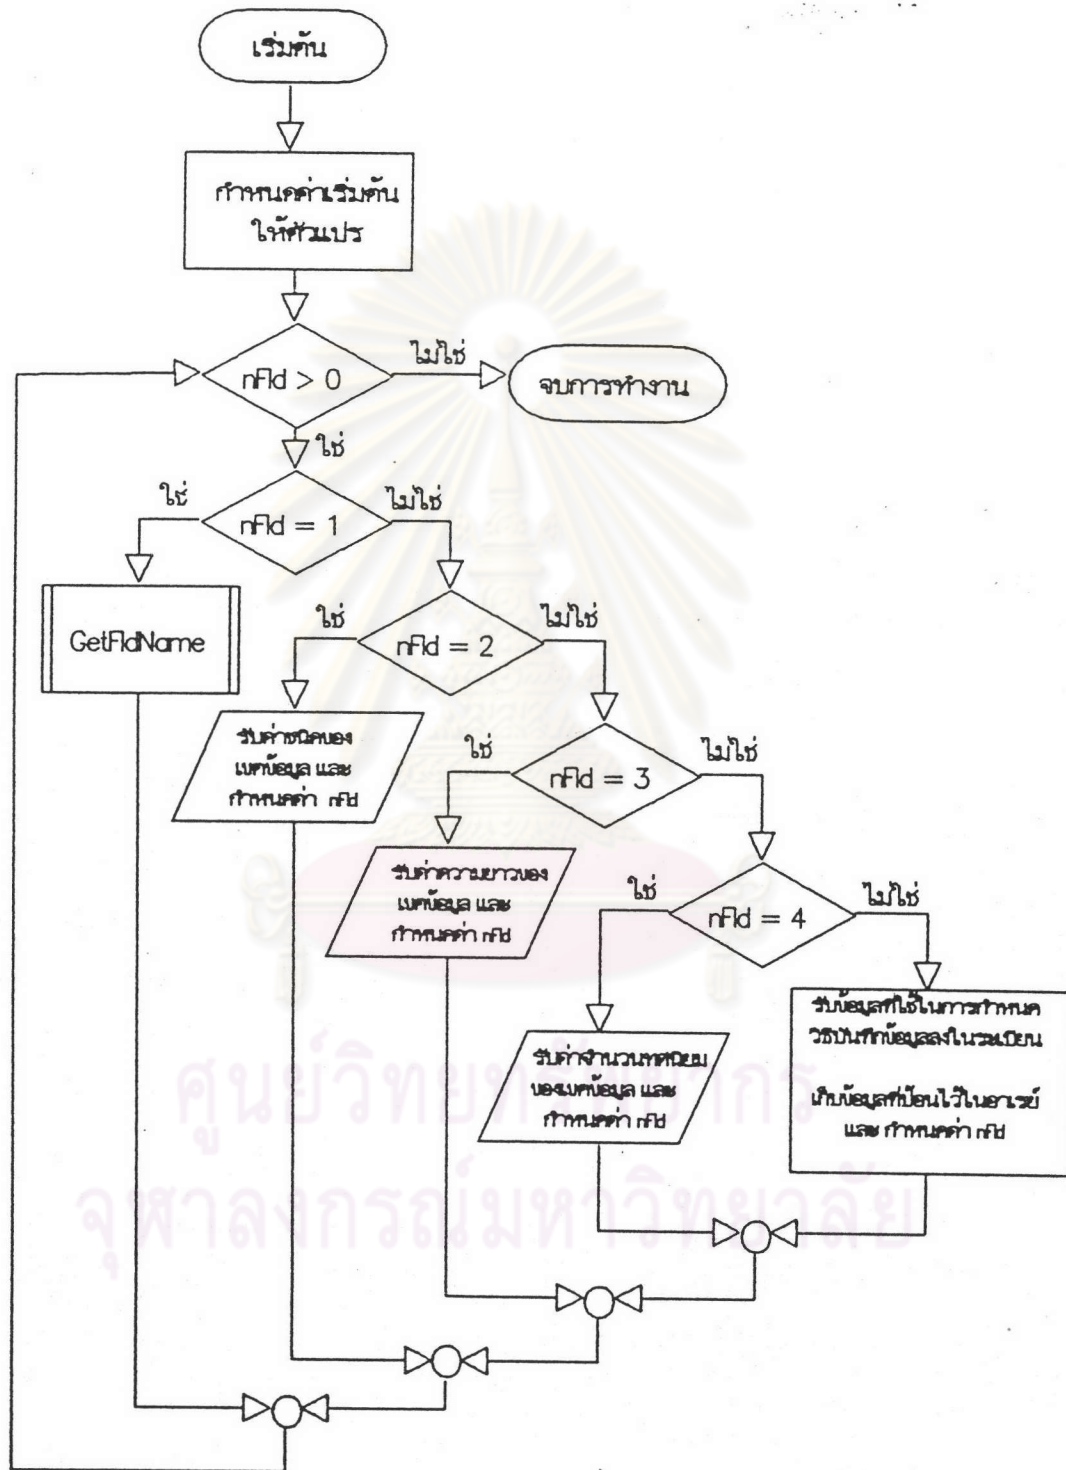 เริ่มต้น
กำหนดค่าเริ่มต้น
ให้ตัวแปร
nFld > 0
ไม่ใช่
จบการทำงาน
ใช่
ใช่
nFld = 1
ไม่ใช่
GetFldName
ใช่
nFld = 2
ไม่ใช่
รับค่าชนิดของ
เขตข้อมูล และ
กำหนดค่า nFld
ใช่
nFld = 3
ไม่ใช่
รับค่าความยาวของ
เขตข้อมูล และ
กำหนดค่า nFld
ใช่
nFld = 4
ไม่ใช่
รับค่าจำนวนทศนิยม
ของเขตข้อมูล และ
กำหนดค่า nFld
รับข้อมูลที่ใช้ในการกำหนด
วิธีบันทึกข้อมูลลงในระเบียน
เก็บข้อมูลที่ป้อนไว้ในอาเรย์
และ กำหนดค่า nFld
ศูนย์วิทยทรัพยากร
จุฬาลงกรณ์มหาวิทยาลัย